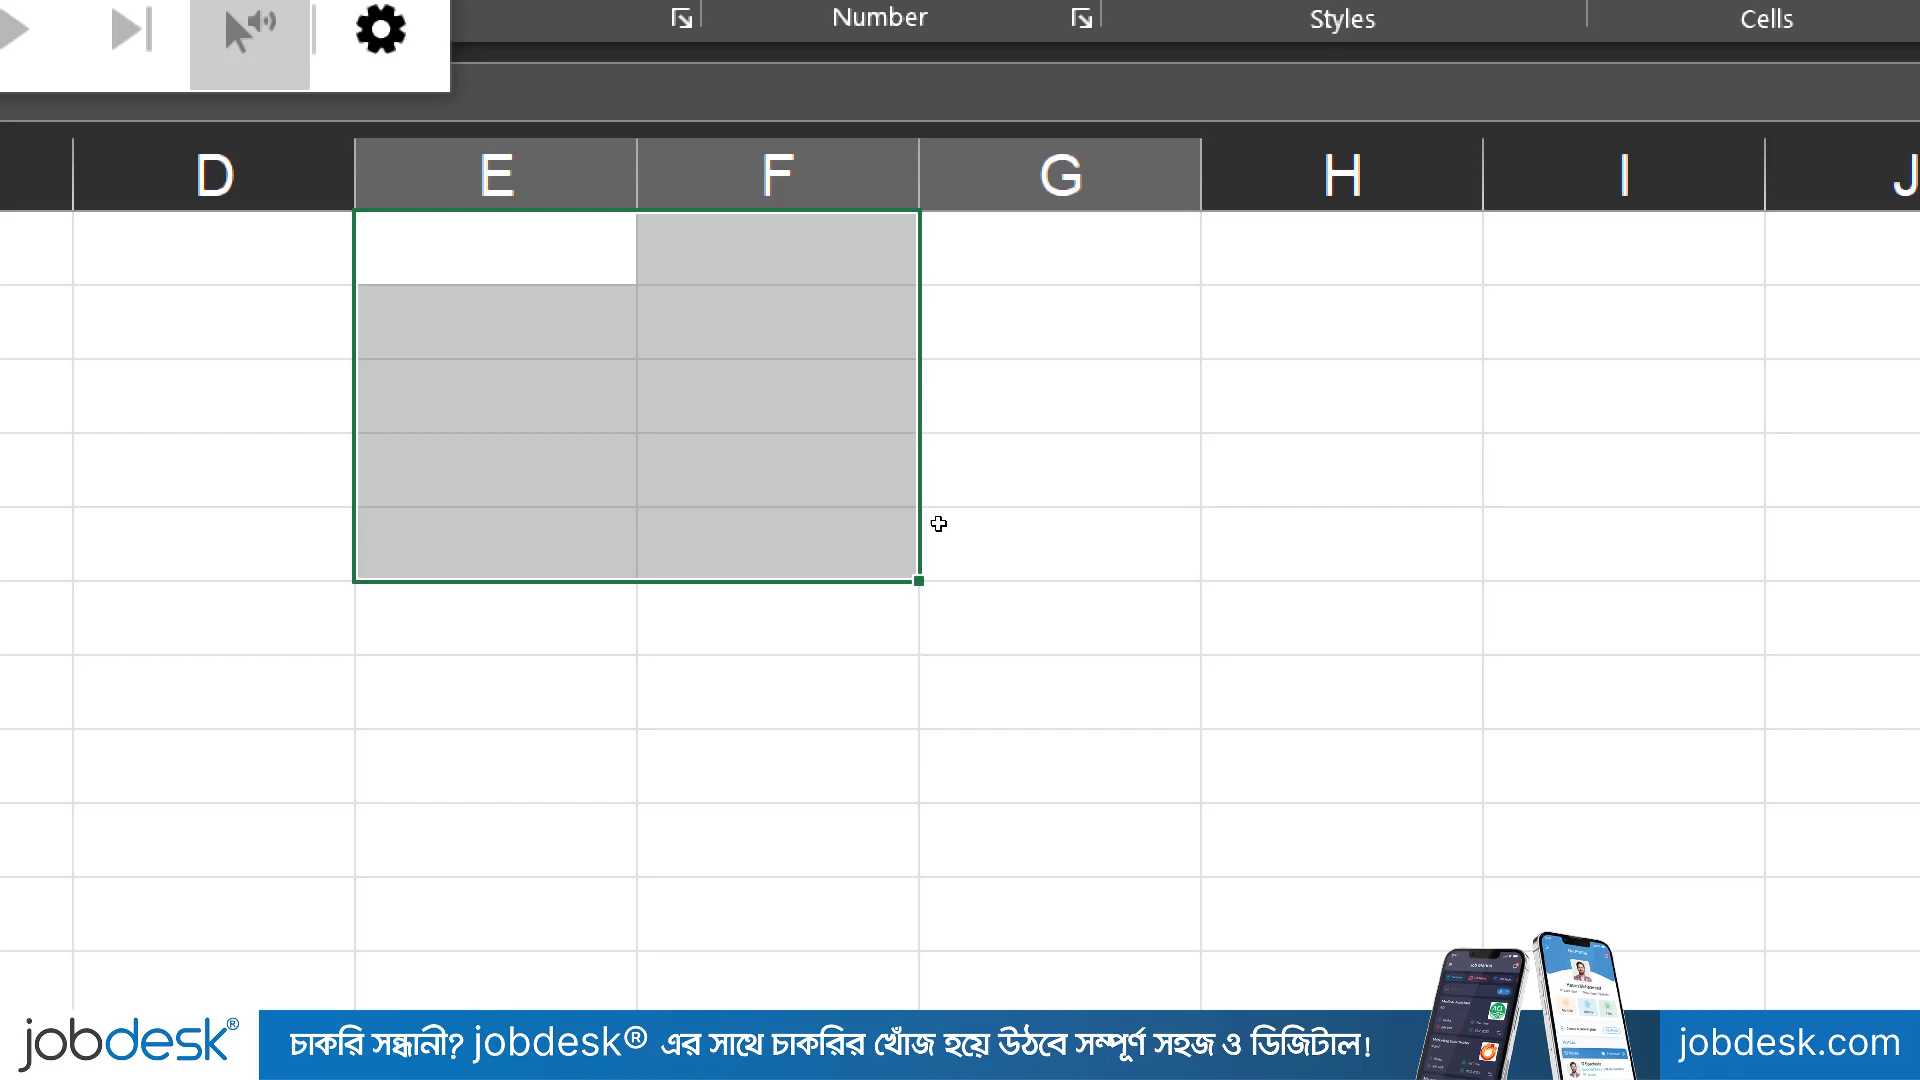 Number
Styles
Cells
D
E
F
G
H
I
J
jobdesk®
চাকরি সন্ধানী? jobdesk® এর সাথে চাকরির খোঁজ হয়ে উঠবে সম্পূর্ণ সহজ ও ডিজিটাল!
jobdesk.com